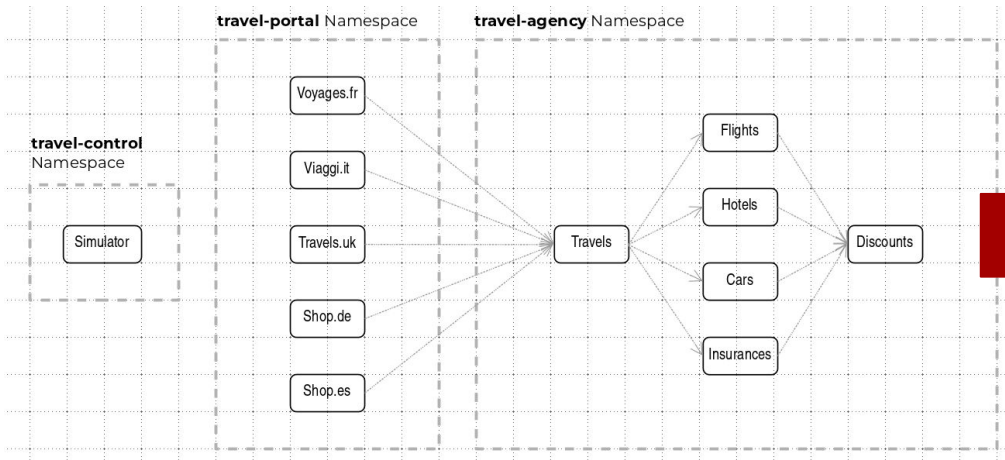 travel-portal Namespace
travel-agency Namespace
travel-control
Namespace
Simulator
Voyages.fr
Viaggi.it
Travels.uk
Shop.de
Shop.es
Travels
Flights
Hotels
Cars
Insurances
Discounts